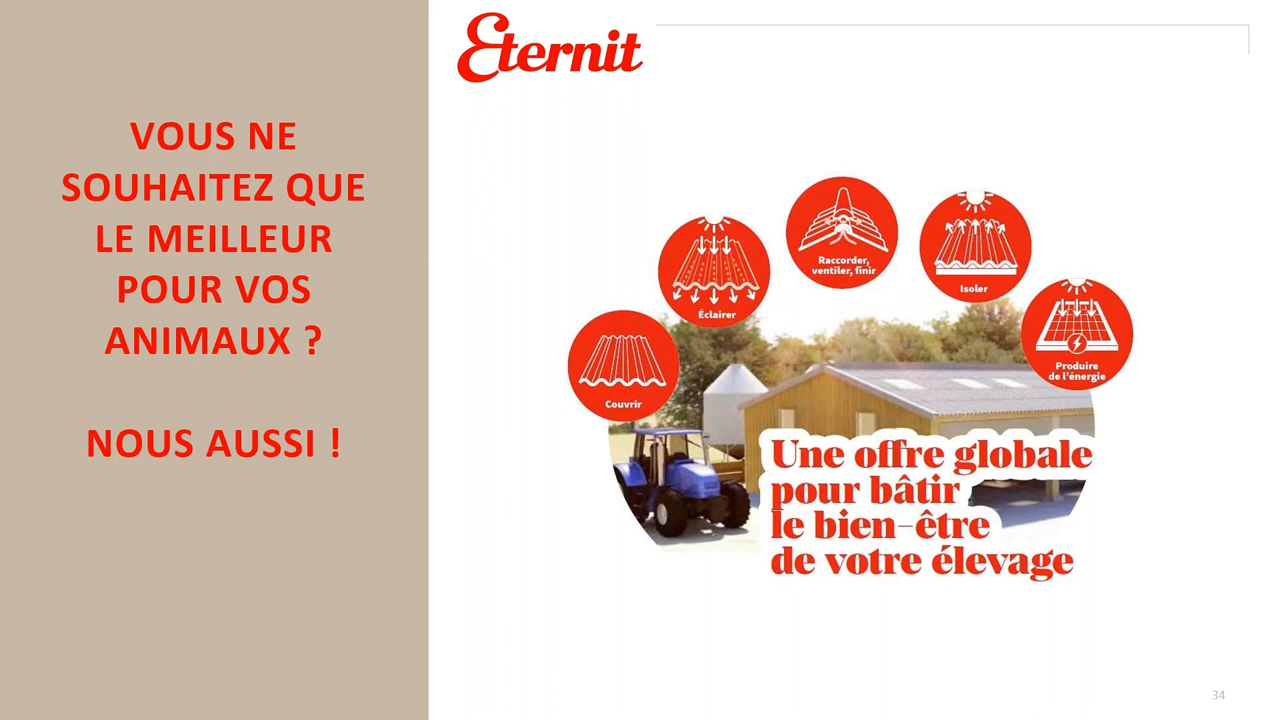 Eternit
VOUS NE
SOUHAITEZ QUE
LE MEILLEUR
POUR VOS
ANIMAUX ?
NOUS AUSSI !
Couvrir
Éclairer
Raccorder,
ventiler, finir
Isoler
Produire
de l'énergie
Une offre globale
pour bâtir
le bien-être
de votre élevage
34